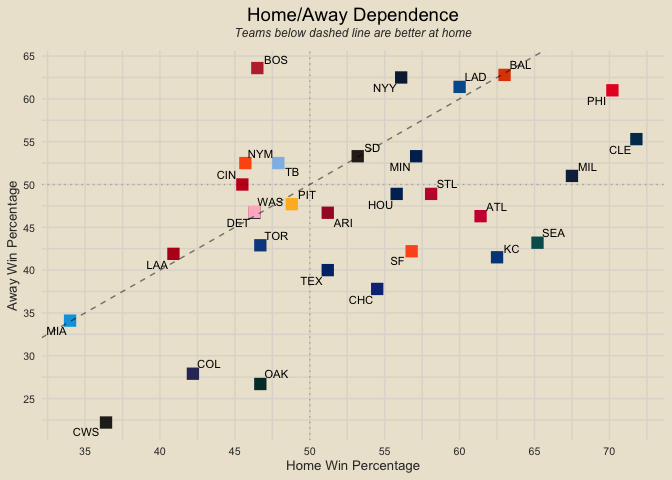 Home/Away Dependence
Teams below dashed line are better at home
65
60
55
50
45
40
35
30
25
Away Win Percentage
BOS
NYY
LAD
BAL
PHI
CLE
NYM
TB
SD
MIN
MIL
CIN
WAS
PIT
HOU
STL
DET
ARI
ATL
TOR
SEA
LAA
SF
KC
TEX
CHC
MIA
COL
OAK
CWS
35
40
45
50
55
60
65
70
Home Win Percentage